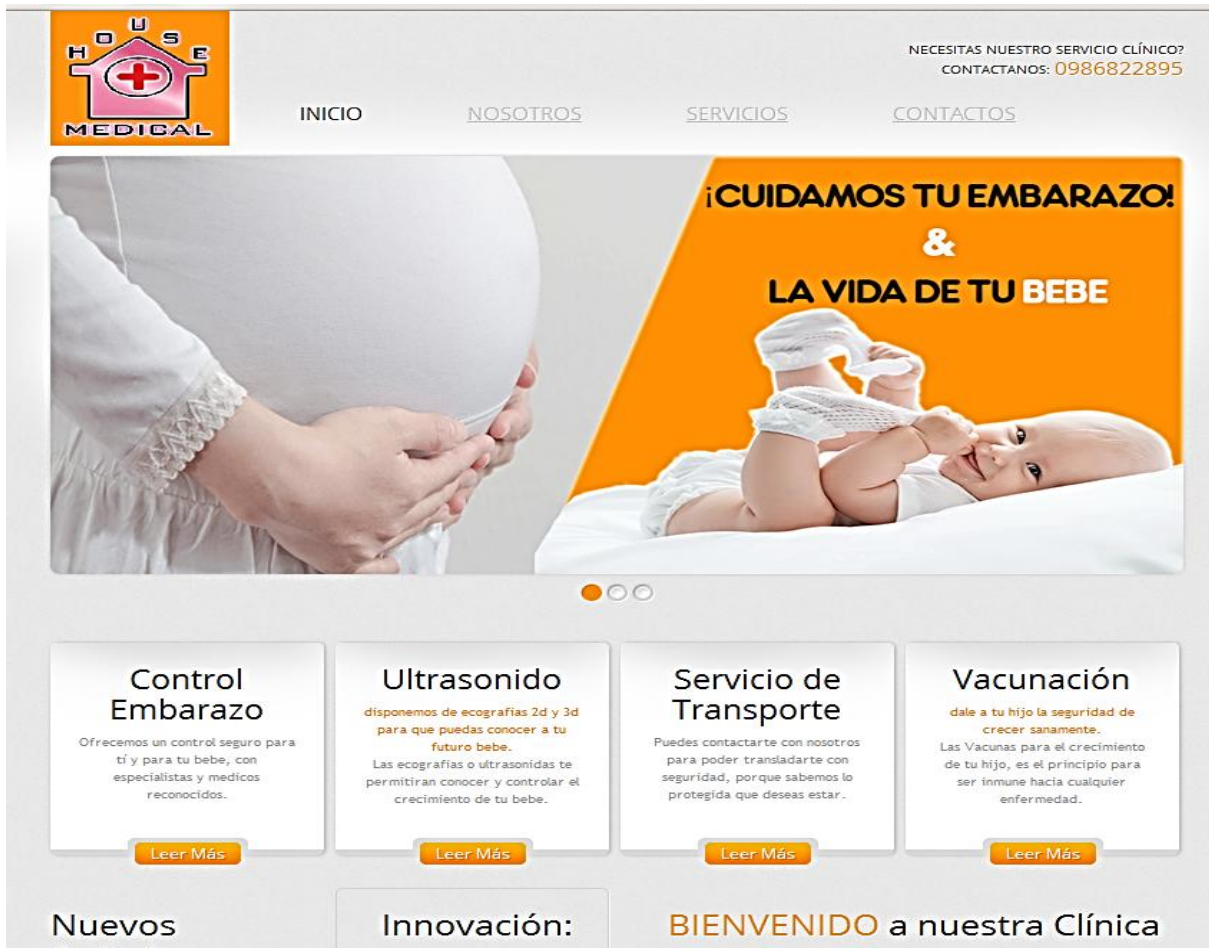 HOUSE
MEDICAL
NECESITAS NUESTRO SERVICIO CLÍNICO?
CONTACTANOS: 0986822895
INICIO NOSOTROS SERVICIOS CONTACTOS
¡CUIDAMOS TU EMBARAZO!
&
LA VIDA DE TU BEBE
Control
Embarazo
Ofrecemos un control seguro para
tí y para tu bebe, con
especialistas y medicos
reconocidos.
Leer Más
Ultrasonido
disponemos de ecografias 2d y 3d
para que puedas conocer a tu
futuro bebe.
Las ecografias o ultrasonidas te
permitiran conocer y controlar el
crecimiento de tu bebe.
Leer Más
Servicio de
Transporte
Puedes contactarte con nosotros
para poder transladarte con
seguridad, porque sabemos lo
protegida que deseas estar.
Leer Más
Vacunación
dale a tu hijo la seguridad de
crecer sanamente.
Las Vacunas para el crecimiento
de tu hijo, es el principio para
ser inmune hacia cualquier
enfermedad.
Leer Más
Nuevos
Innovación:
BIENVENIDO a nuestra Clínica